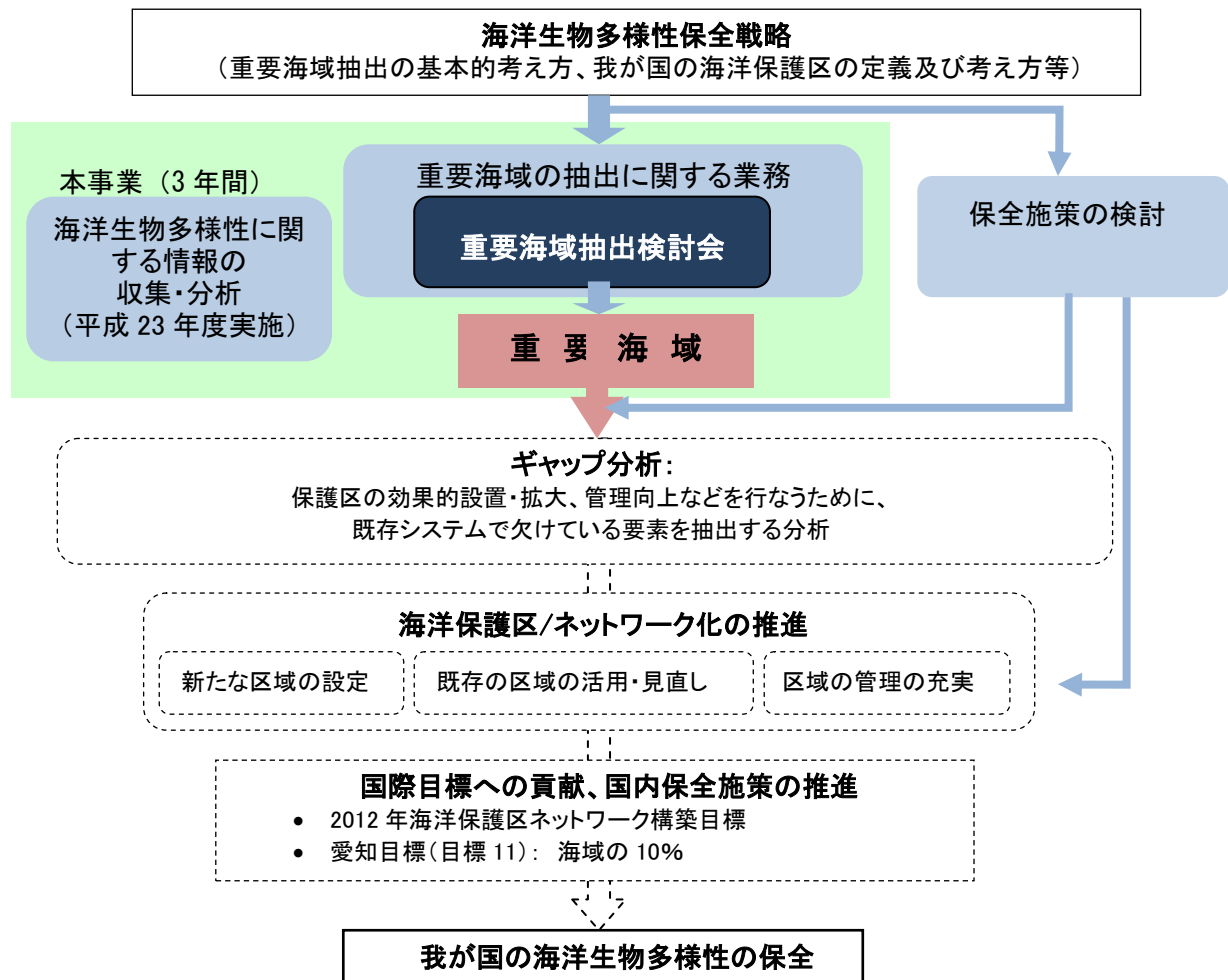 海洋生物多様性保全戦略
（重要海域抽出の基本的考え方、我が国の海洋保護区の定義及び考え方等）
本事業（3 年間）
海洋生物多様性に関
する情報の
収集・分析
（平成 23 年度実施）
重要海域の抽出に関する業務
重要海域抽出検討会
重 要 海 域
保全施策の検討
ギャップ分析：
保護区の効果的設置・拡大、管理向上などを行なうために、
既存システムで欠けている要素を抽出する分析
海洋保護区/ネットワーク化の推進
新たな区域の設定
既存の区域の活用・見直し
区域の管理の充実
国際目標への貢献、国内保全施策の推進
• 2012 年海洋保護区ネットワーク構築目標
• 愛知目標（目標 11）： 海域の 10%
我が国の海洋生物多様性の保全